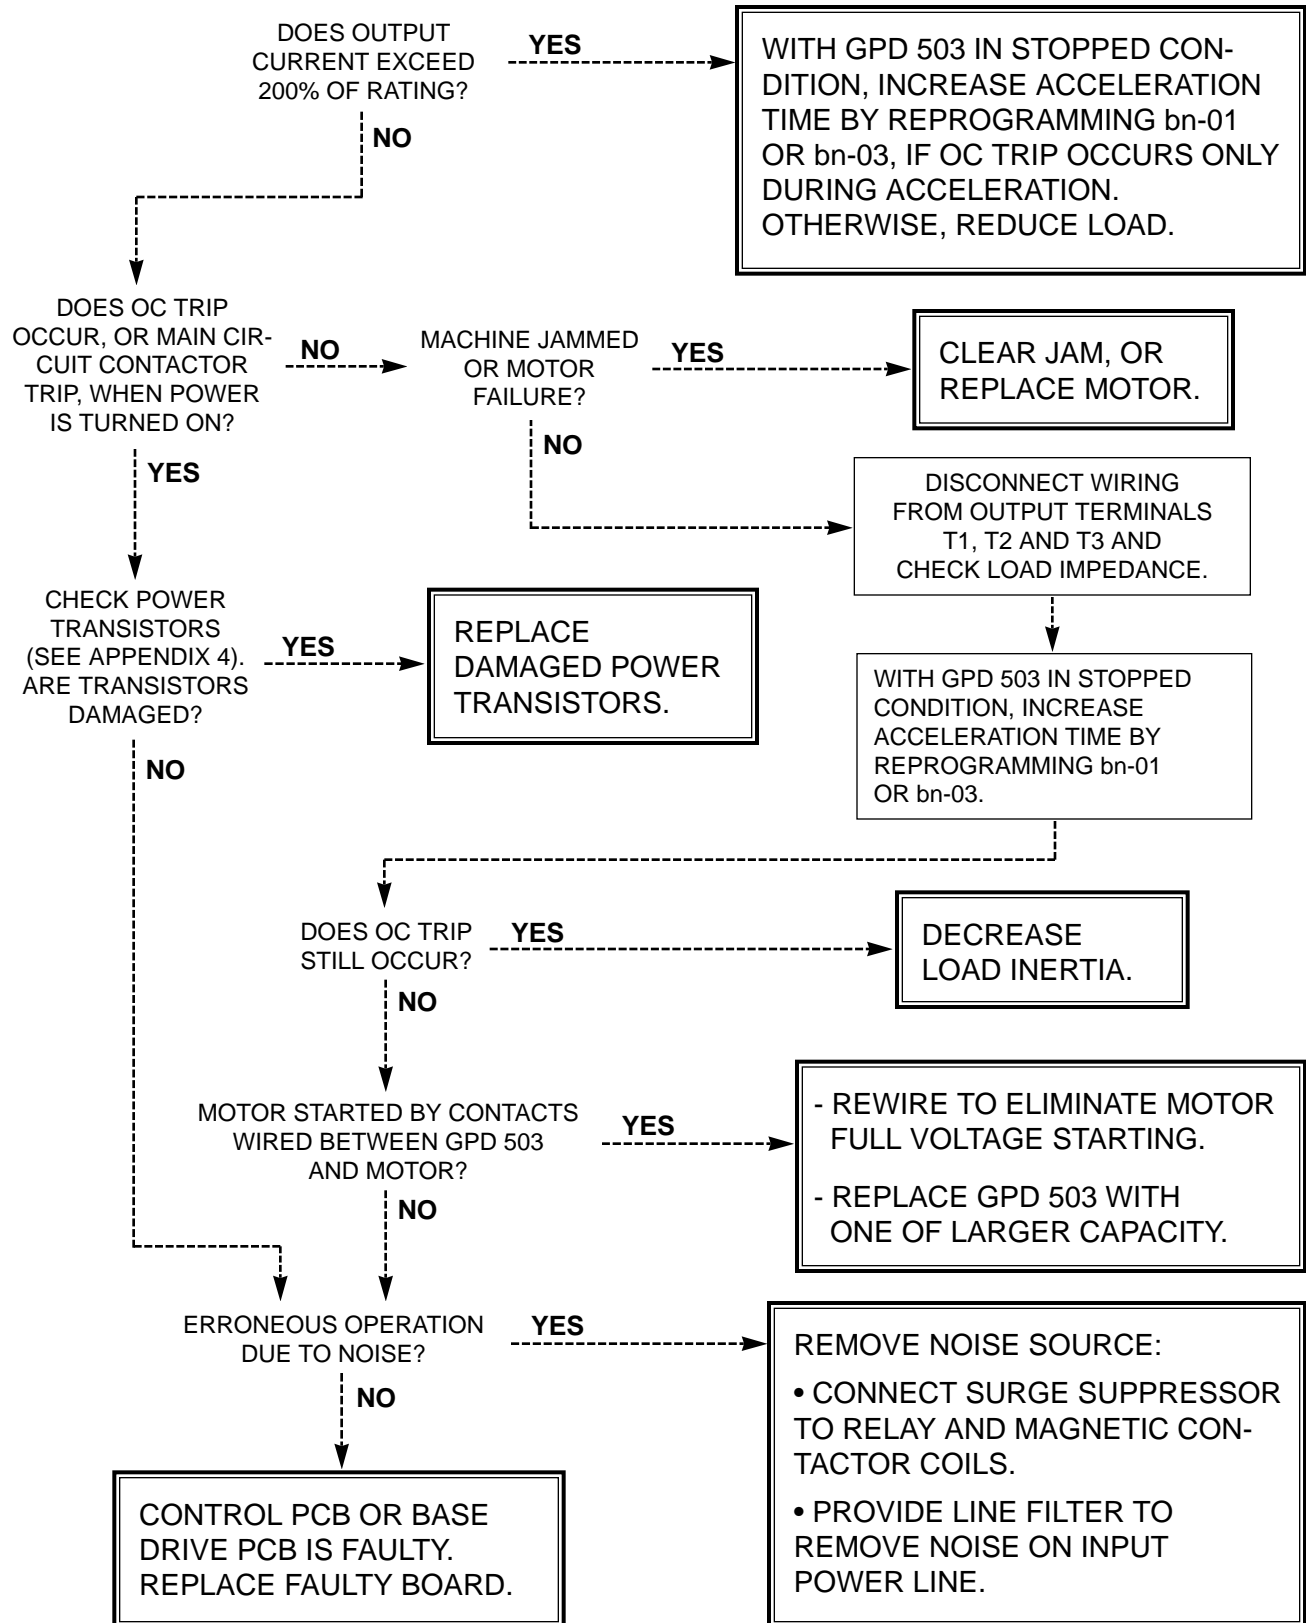 DOES OUTPUT
CURRENT EXCEED
200% OF RATING?
YES
WITH GPD 503 IN STOPPED CON-
DITION, INCREASE ACCELERATION
TIME BY REPROGRAMMING bn-01
OR bn-03, IF OC TRIP OCCURS ONLY
DURING ACCELERATION.
OTHERWISE, REDUCE LOAD.
NO
DOES OC TRIP
OCCUR, OR MAIN CIR-
CUIT CONTACTOR
TRIP, WHEN POWER
IS TURNED ON?
NO
MACHINE JAMMED
OR MOTOR
FAILURE?
YES
CLEAR JAM, OR
REPLACE MOTOR.
YES
NO
DISCONNECT WIRING
FROM OUTPUT TERMINALS
T1, T2 AND T3 AND
CHECK LOAD IMPEDANCE.
CHECK POWER
TRANSISTORS
(SEE APPENDIX 4).
ARE TRANSISTORS
DAMAGED?
YES
REPLACE
DAMAGED POWER
TRANSISTORS.
WITH GPD 503 IN STOPPED
CONDITION, INCREASE
ACCELERATION TIME BY
REPROGRAMMING bn-01
OR bn-03.
NO
DOES OC TRIP
STILL OCCUR?
YES
DECREASE
LOAD INERTIA.
NO
MOTOR STARTED BY CONTACTS
WIRED BETWEEN GPD 503
AND MOTOR?
YES
- REWIRE TO ELIMINATE MOTOR
FULL VOLTAGE STARTING.
- REPLACE GPD 503 WITH
ONE OF LARGER CAPACITY.
NO
ERRONEOUS OPERATION
DUE TO NOISE?
YES
REMOVE NOISE SOURCE:
• CONNECT SURGE SUPPRESSOR
TO RELAY AND MAGNETIC CON-
TACTOR COILS.
• PROVIDE LINE FILTER TO
REMOVE NOISE ON INPUT
POWER LINE.
NO
CONTROL PCB OR BASE
DRIVE PCB IS FAULTY.
REPLACE FAULTY BOARD.